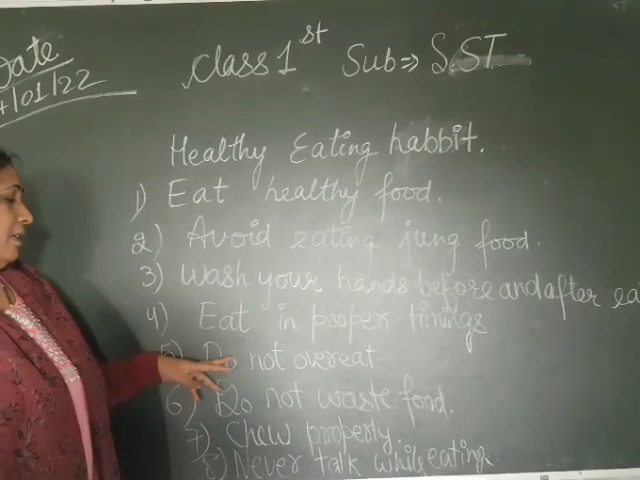 Date
/01/22
Class 1st Sub⇒ S.ST
Healthy Eating habbit.
1) Eat healthy food.
2) Avoid eating jung food.
3) Wash your hands before and after
4) Eat in proper timings
5) Do not overeat
6) Do not waste food.
7) Chew properly.
8) Never talk while eating.